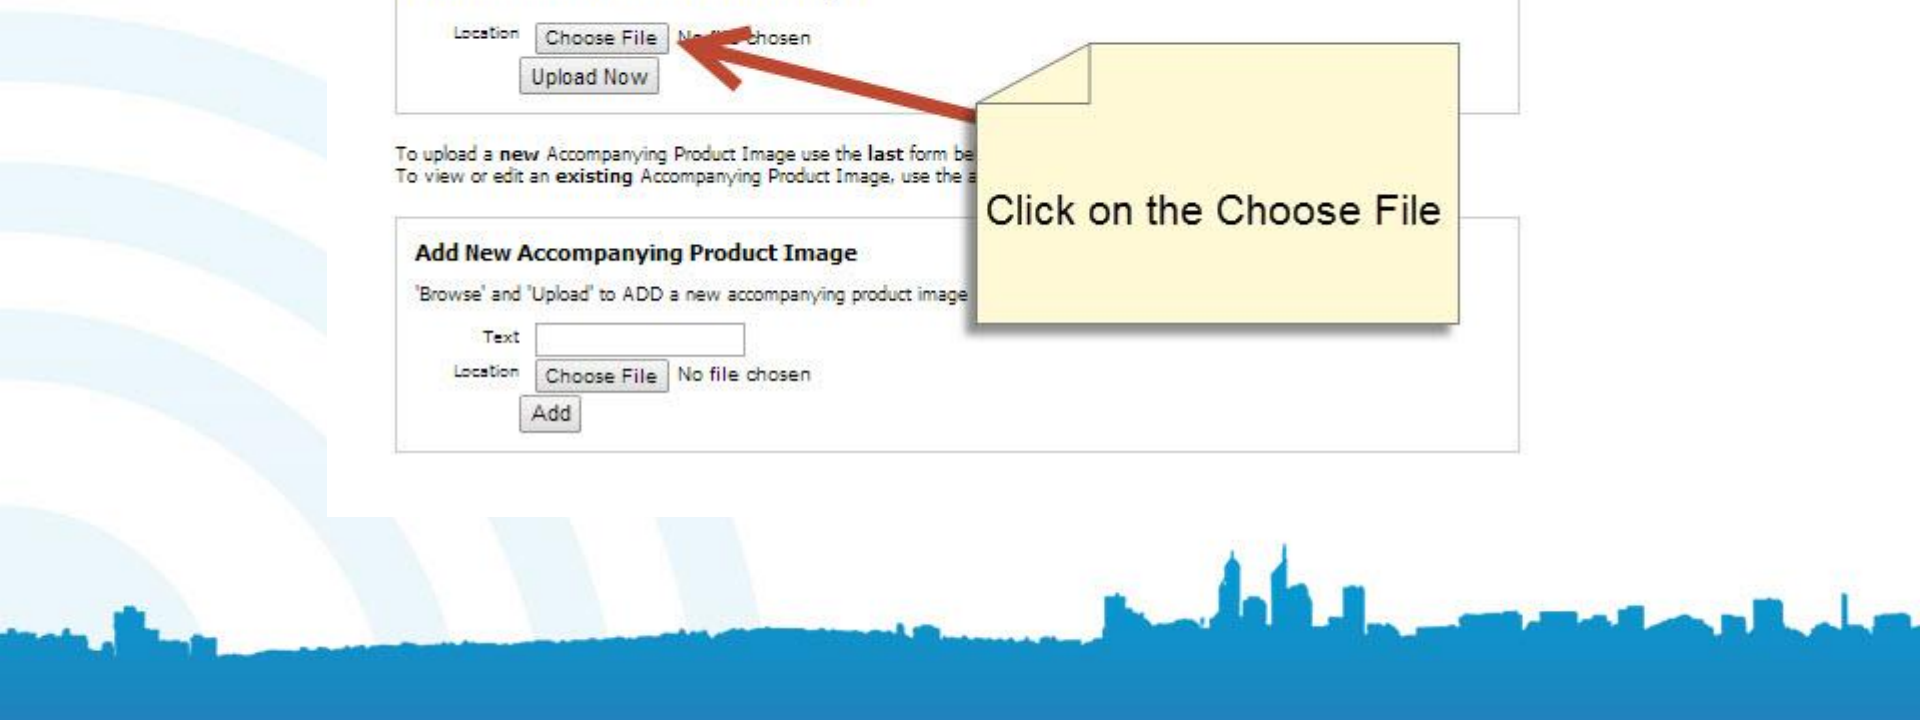 Location Choose File No file chosen
Upload Now
To upload a new Accompanying Product Image use the last form be
To view or edit an existing Accompanying Product Image, use the a
Click on the Choose File
Add New Accompanying Product Image
'Browse' and 'Upload' to ADD a new accompanying product image
Text
Location Choose File No file chosen
Add